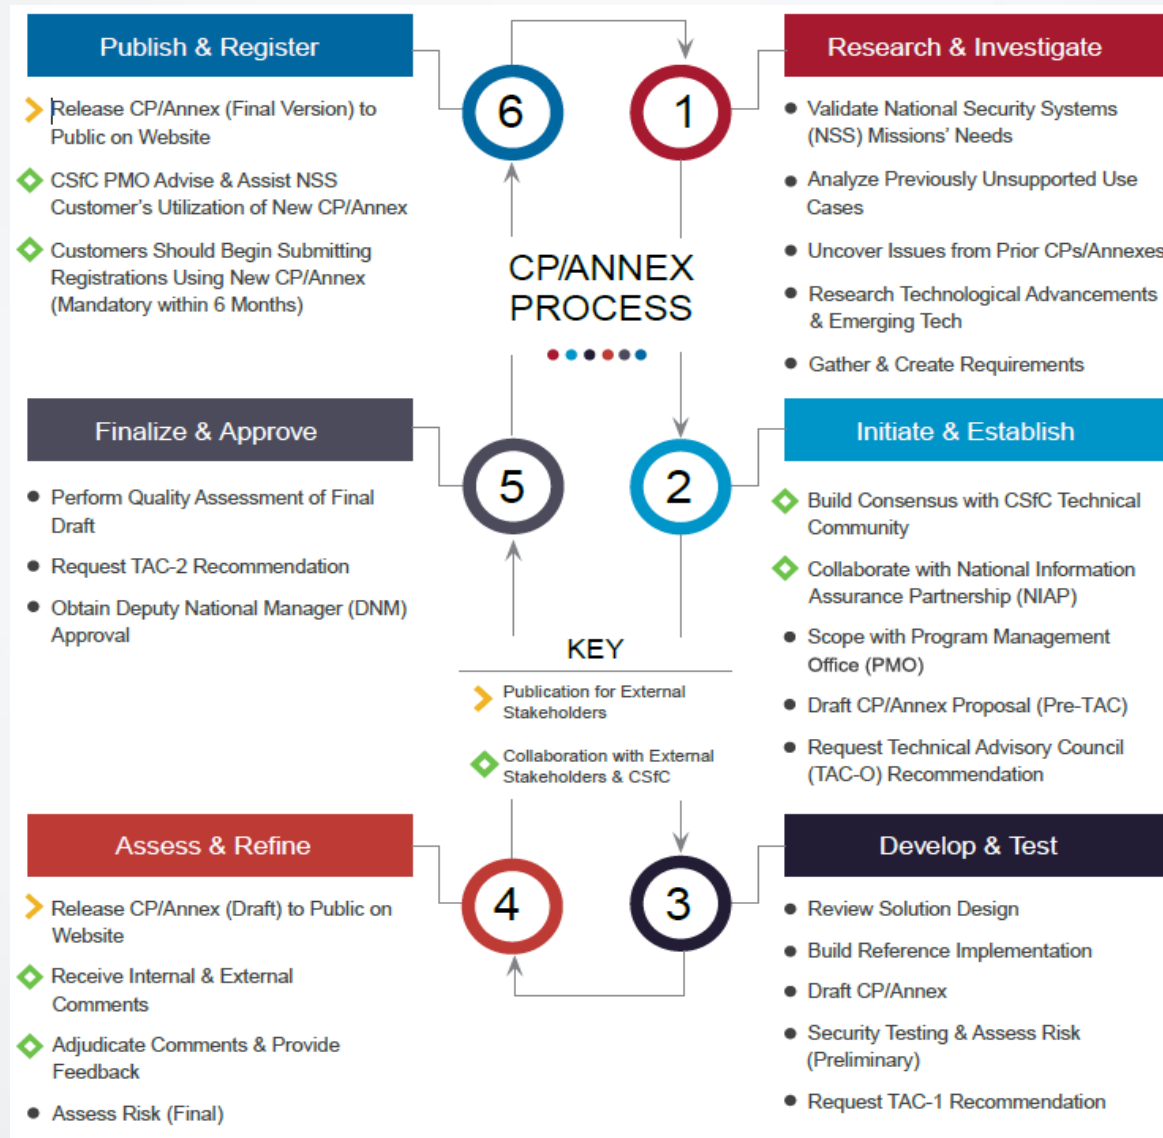 Publish & Register
Release CP/Annex (Final Version) to
Public on Website
CSfC PMO Advise & Assist NSS
Customer's Utilization of New CP/Annex
Customers Should Begin Submitting
Registrations Using New CP/Annex
(Mandatory within 6 Months)
6
1
Research & Investigate
Validate National Security Systems
(NSS) Missions' Needs
Analyze Previously Unsupported Use
Cases
Uncover Issues from Prior CPs/Annexes
Research Technological Advancements
& Emerging Tech
Gather & Create Requirements
CP/ANNEX
PROCESS
Finalize & Approve
Perform Quality Assessment of Final
Draft
Request TAC-2 Recommendation
Obtain Deputy National Manager (DNM)
Approval
5
2
Initiate & Establish
Build Consensus with CSfC Technical
Community
Collaborate with National Information
Assurance Partnership (NIAP)
Scope with Program Management
Office (PMO)
Draft CP/Annex Proposal (Pre-TAC)
Request Technical Advisory Council
(TAC-O) Recommendation
KEY
Publication for External
Stakeholders
Collaboration with External
Stakeholders & CSfC
Assess & Refine
Release CP/Annex (Draft) to Public on
Website
Receive Internal & External
Comments
Adjudicate Comments & Provide
Feedback
Assess Risk (Final)
4
3
Develop & Test
Review Solution Design
Build Reference Implementation
Draft CP/Annex
Security Testing & Assess Risk
(Preliminary)
Request TAC-1 Recommendation